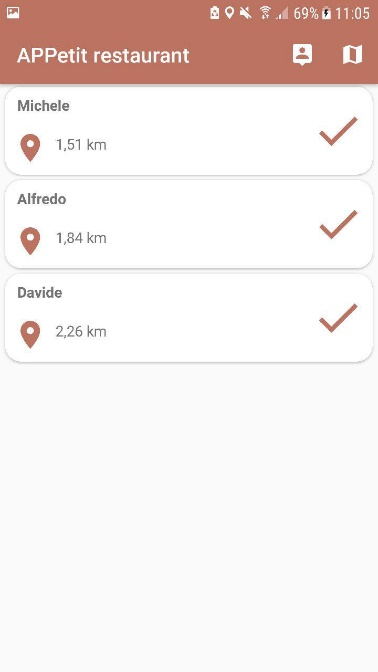 69% 11:05
APPetit restaurant
Michele
1,51 km
Alfredo
1,84 km
Davide
2,26 km